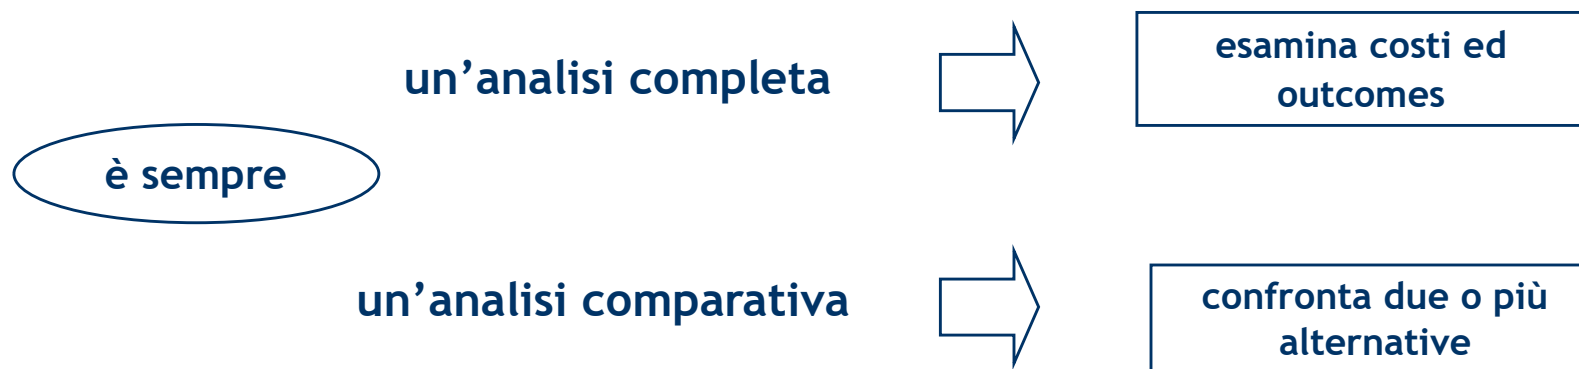 un’analisi completa
esamina costi ed
outcomes
è sempre
un’analisi comparativa
confronta due o più
alternative